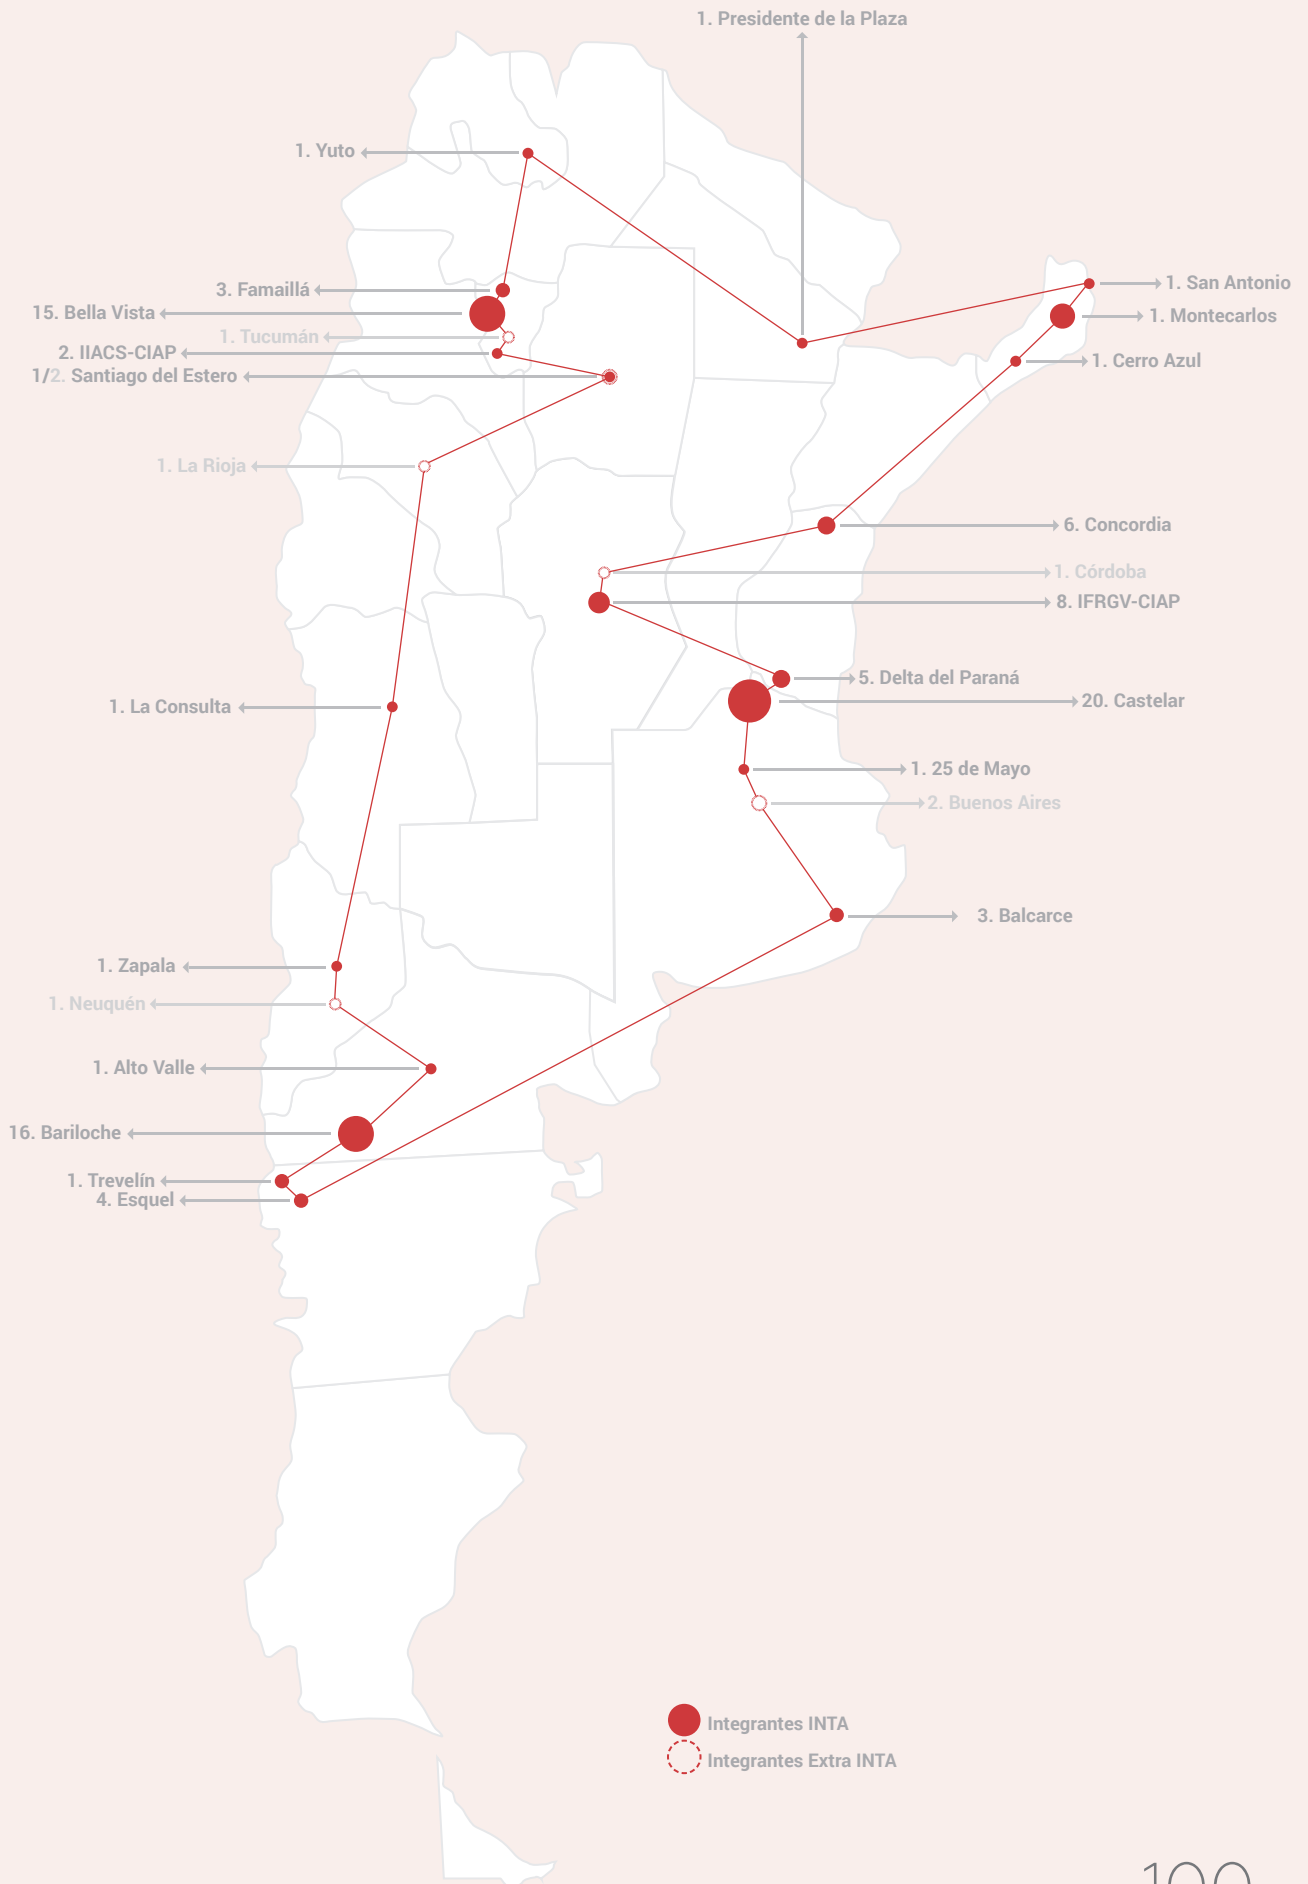 1. Presidente de la Plaza
1. Yuto
3. Famaillá
15. Bella Vista
1. Tucumán
2. IIACS-CIAP
1/2. Santiago del Estero
1. La Rioja
1. La Consulta
1. Zapala
1. Neuquén
1. Alto Valle
16. Bariloche
1. Trevelín
4. Esquel
1. San Antonio
1. Montecarlos
1. Cerro Azul
6. Concordia
1. Córdoba
8. IFRGV-CIAP
5. Delta del Paraná
20. Castelar
1. 25 de Mayo
2. Buenos Aires
3. Balcarce
Integrantes INTA
Integrantes Extra INTA